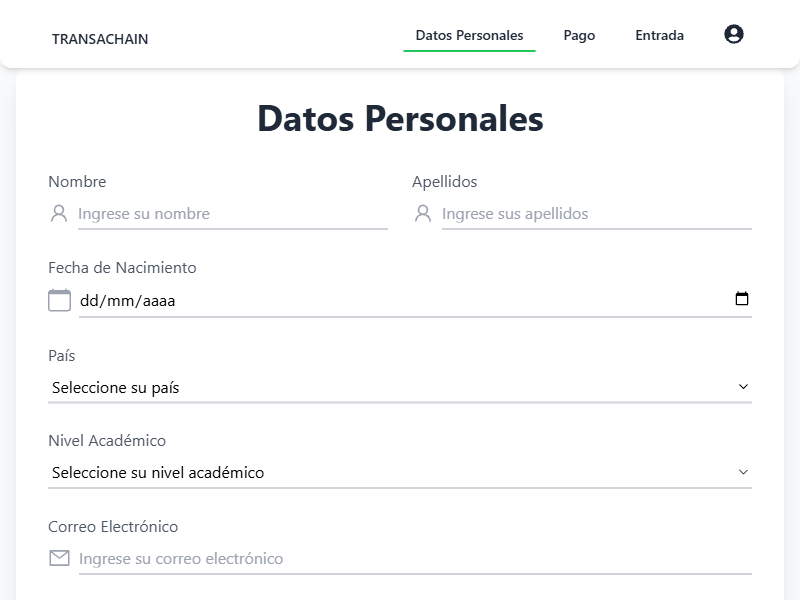 TRANSACHAIN
Datos Personales
Pago
Entrada
Datos Personales
Nombre
Apellidos
Ingrese su nombre
Ingrese sus apellidos
Fecha de Nacimiento
dd/mm/aaaa
País
Seleccione su país
Nivel Académico
Seleccione su nivel académico
Correo Electrónico
Ingrese su correo electrónico